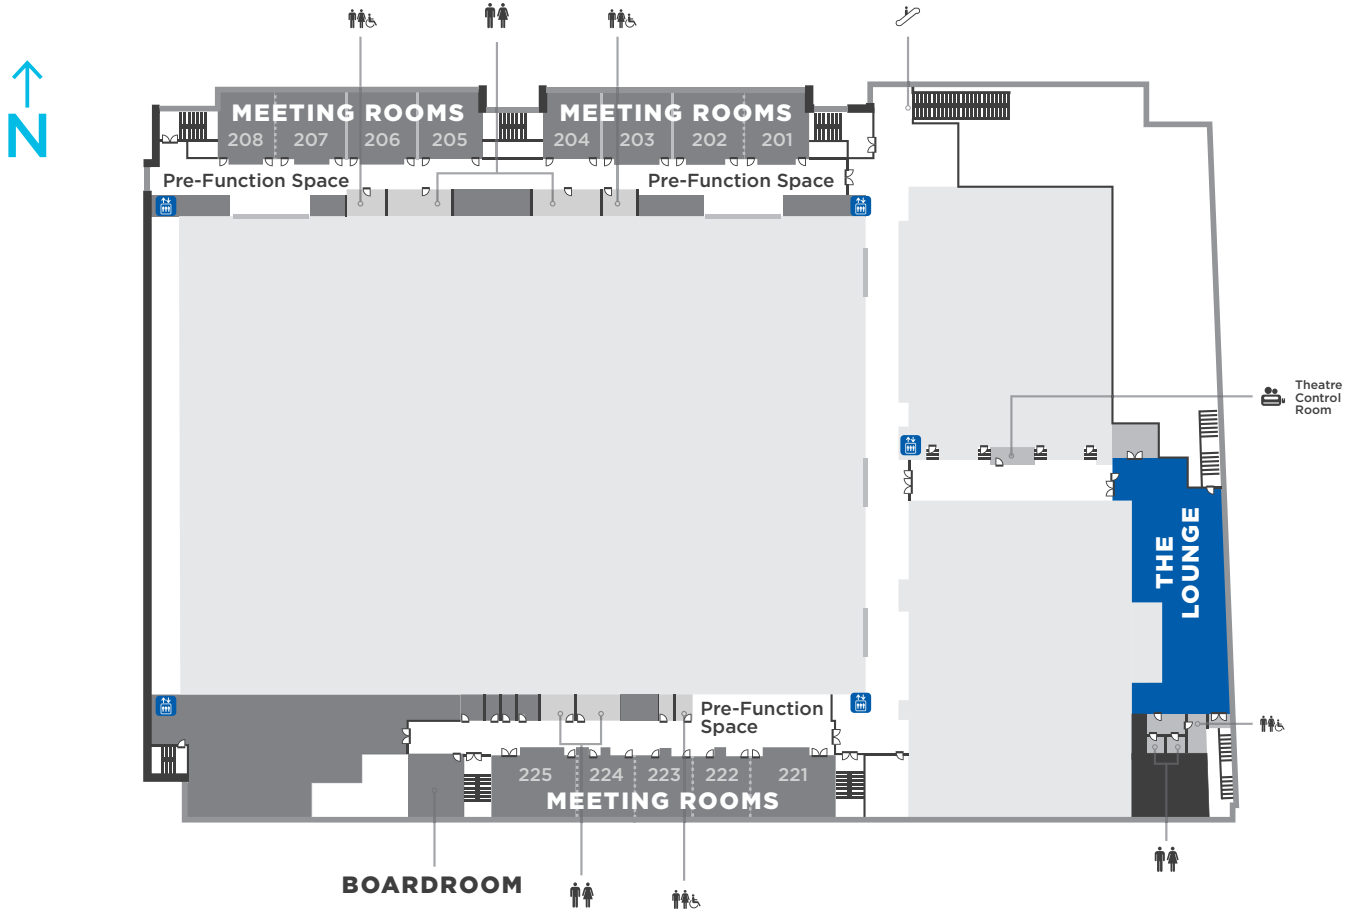 N
MEETING ROOMS
208 207 206 205
MEETING ROOMS
204 203 202 201
Pre-Function Space
Pre-Function Space
Theatre
Control
Room
THE
LOUNGE
Pre-Function
Space
225 224 223 222 221
MEETING ROOMS
BOARDROOM